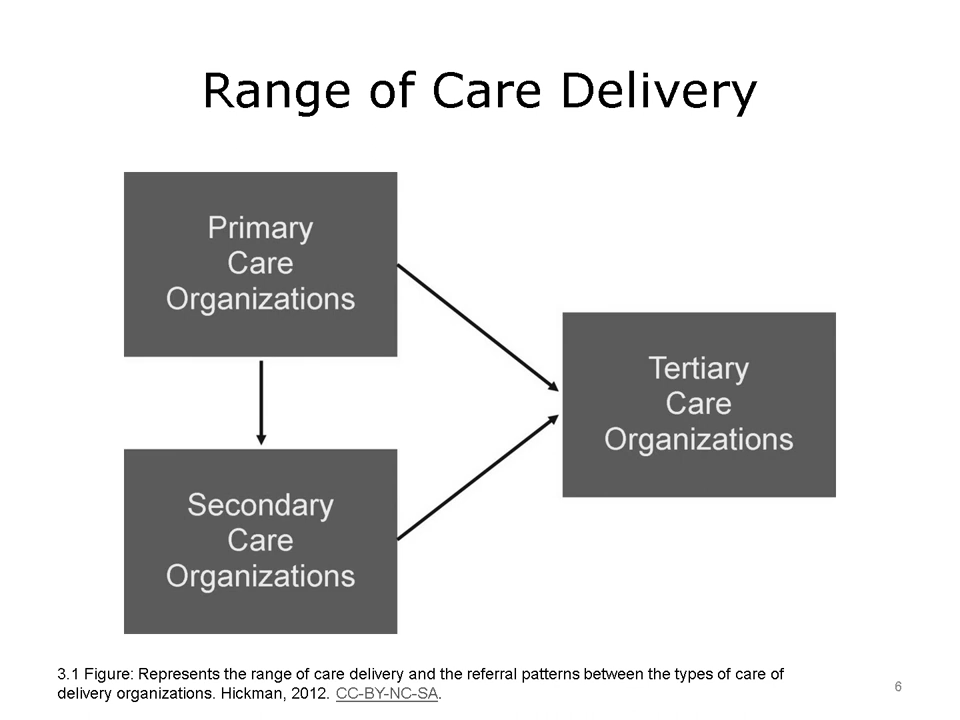 Range of Care Delivery
Primary
Care
Organizations
Tertiary
Care
Organizations
Secondary
Care
Organizations
3.1 Figure: Represents the range of care delivery and the referral patterns between the types of care of
delivery organizations. Hickman, 2012. CC-BY-NC-SA.
6